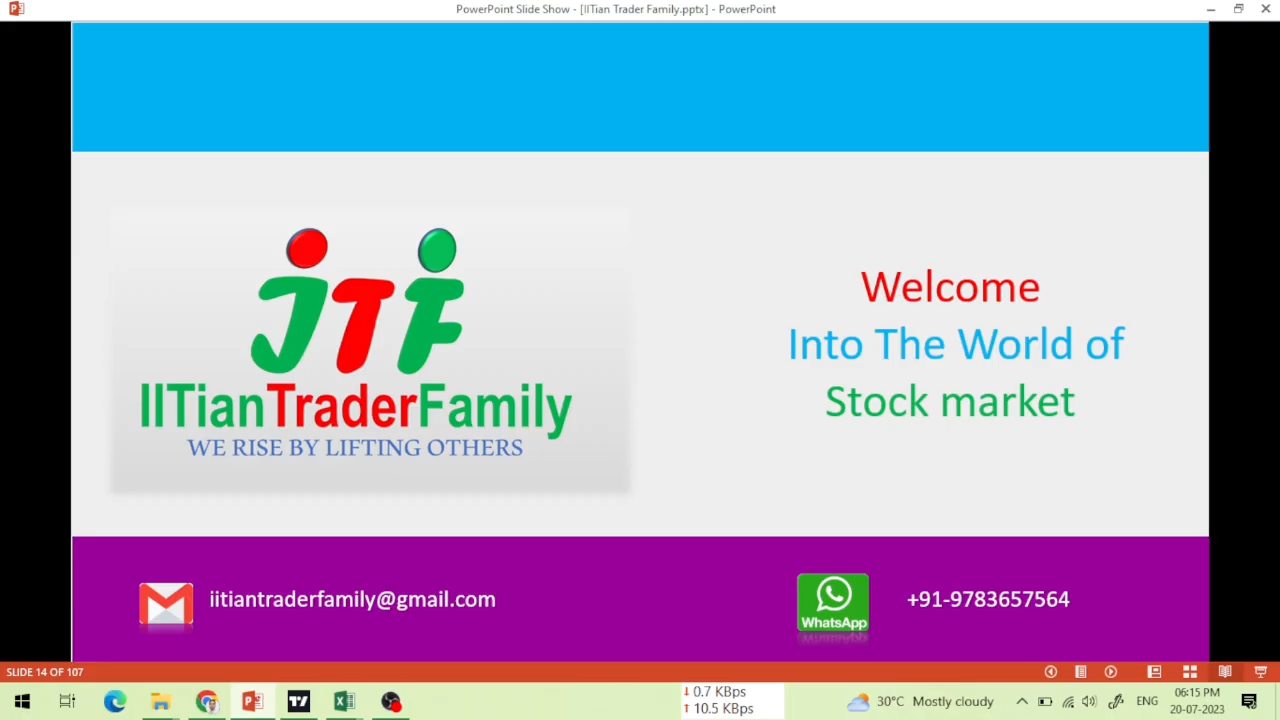 PowerPoint Slide Show - [IITian Trader Family.pptx] - PowerPoint
ITF
IITianTraderFamily
WE RISE BY LIFTING OTHERS
Welcome
Into The World of
Stock market
iitiantraderfamily@gmail.com
WhatsApp
+91-9783657564
SLIDE 14 OF 107
↓ 0.7 KBps
↑ 10.5 KBps
30°C Mostly cloudy
ENG
06:15 PM
20-07-2023